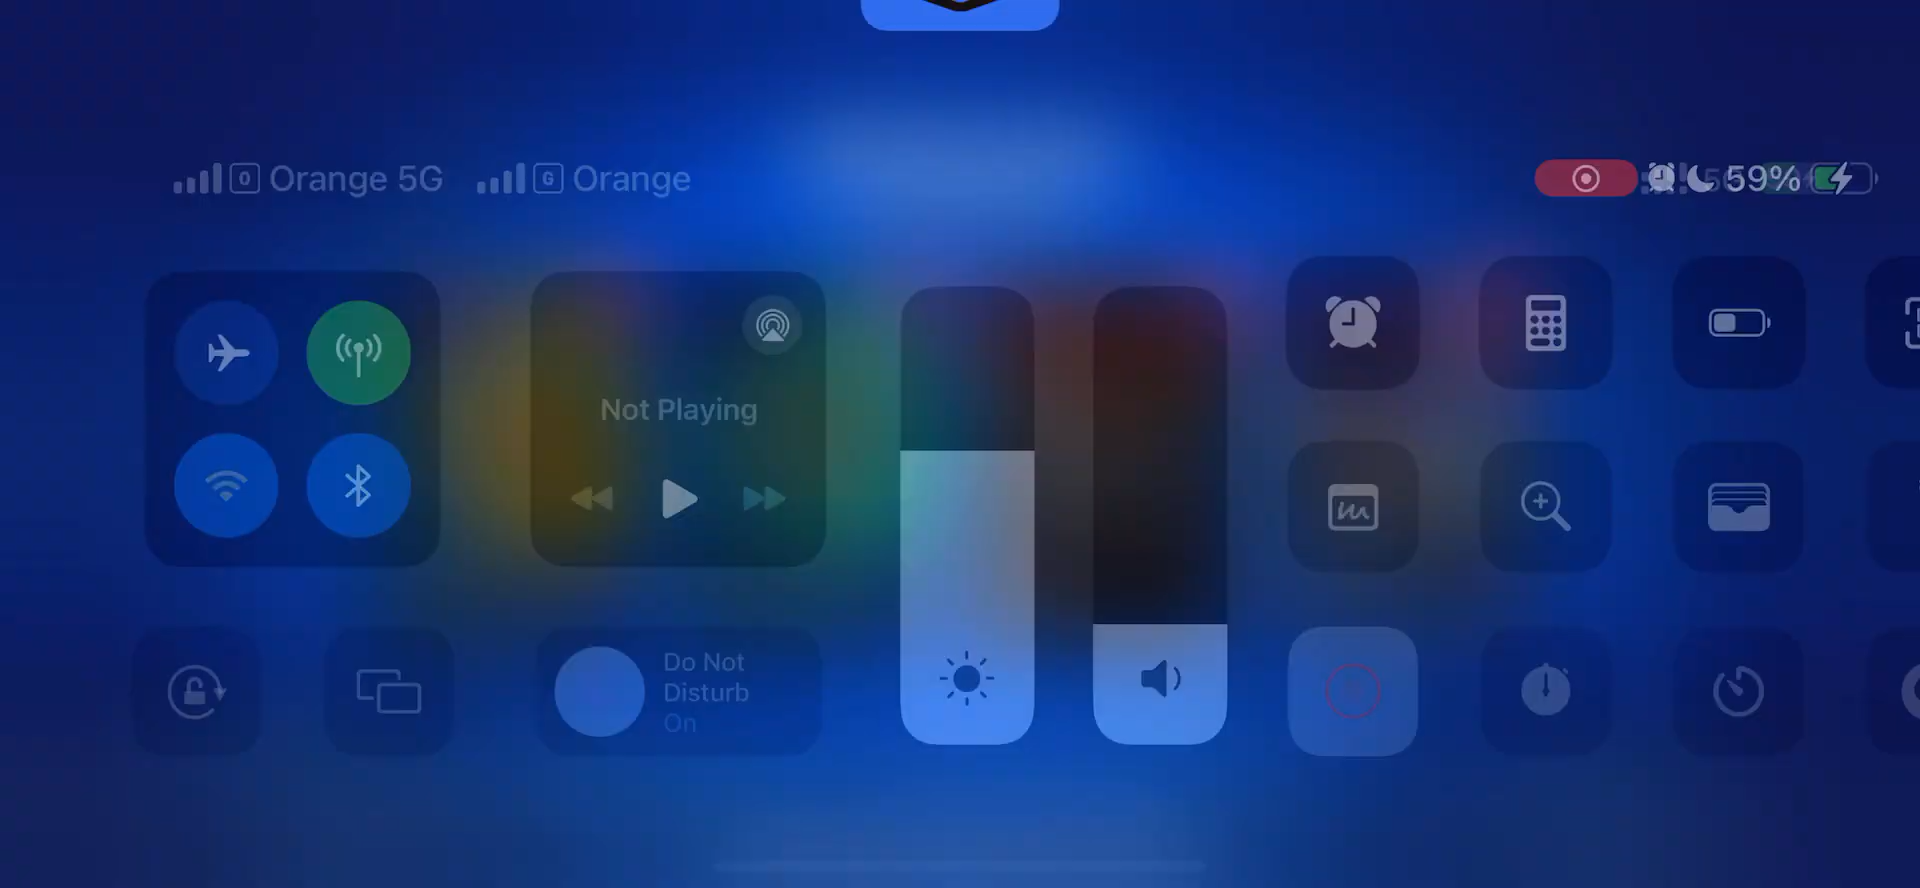 O Orange 5G G Orange 59%
Not Playing
Do Not
Disturb
On